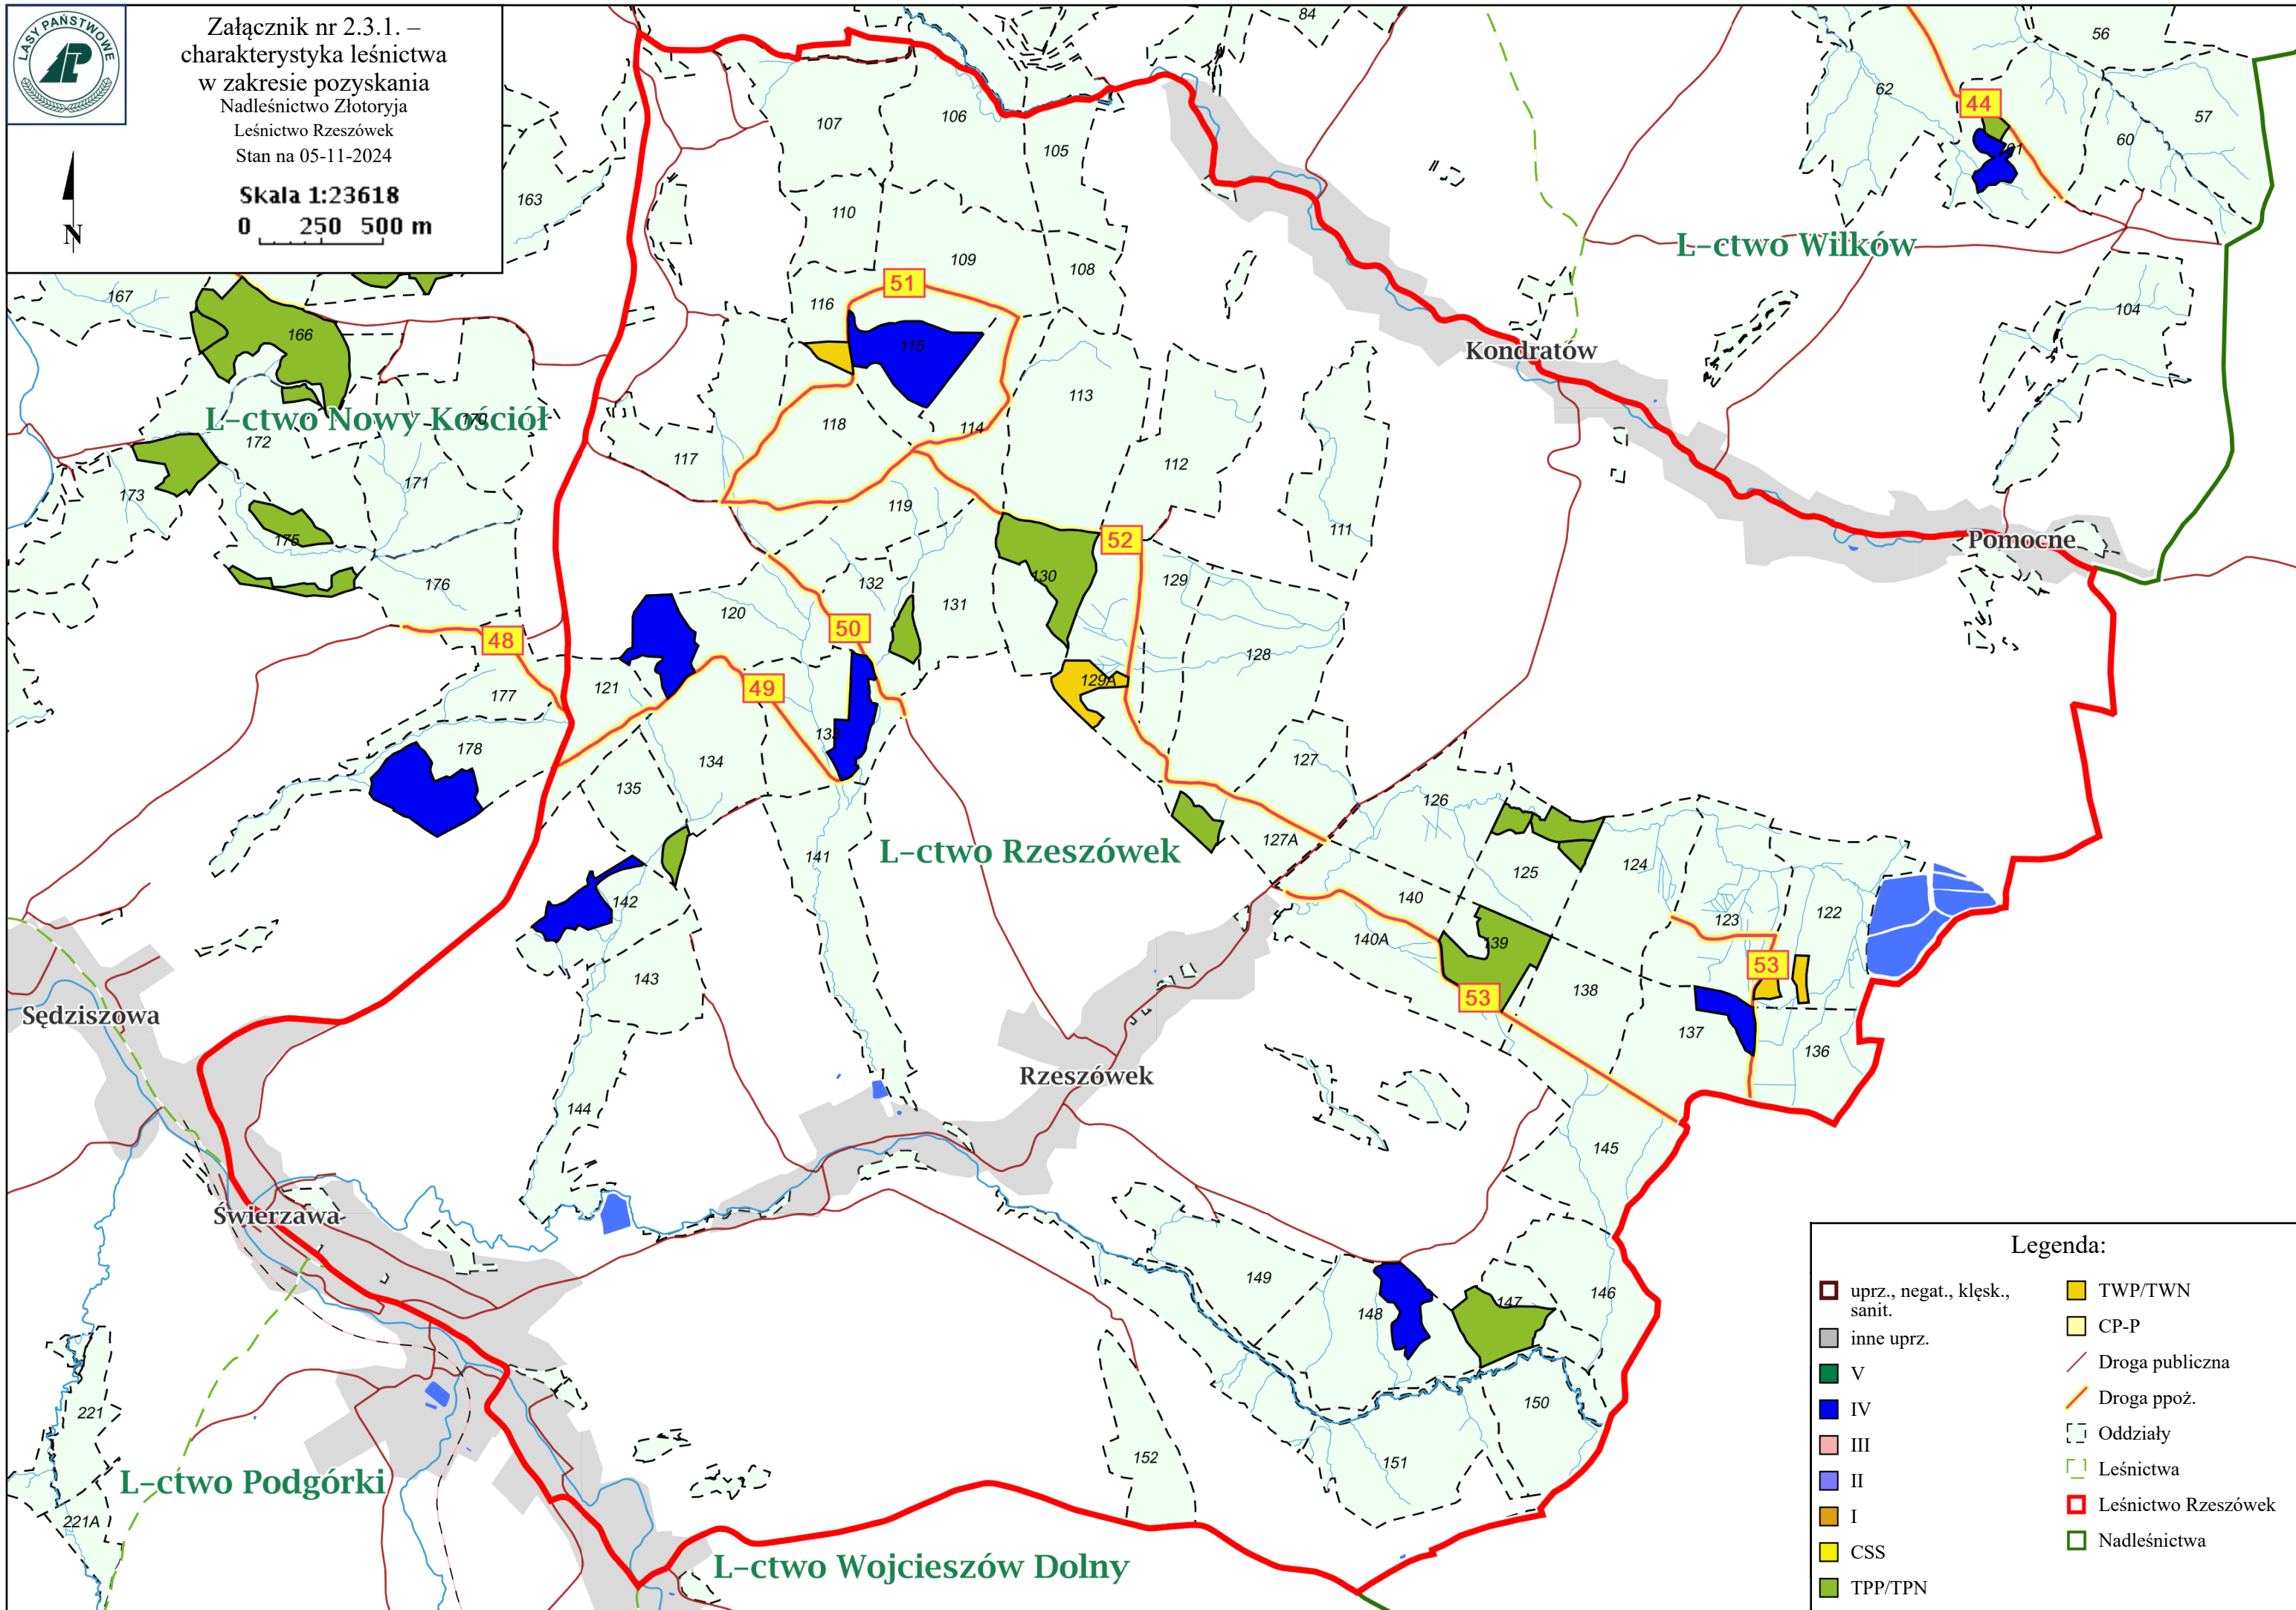 LASY PAŃSTWOWE
Załącznik nr 2.3.1. –
charakterystyka leśnictwa
w zakresie pozyskania
Nadleśnictwo Złotoryja
Leśnictwo Rzeszówek
Stan na 05-11-2024
Skala 1:23618
0 250 500 m
N
84
56
62
44
57
60
163
107
106
105
110
109
108
L-ctwo Wilków
167
51
116
104
166
115
Kondratów
L-ctwo Nowy Kościół
170
172
118
114
113
117
112
173
171
119
111
175
52
Pomocne
176
130
129
132
131
120
48
50
128
121
49
129A
177
133
178
134
127
135
126
127A
141
L-ctwo Rzeszówek
124
125
140
142
122
123
139
140A
53
143
53
138
Sędziszowa
137
136
Rzeszówek
144
145
Świerzawa
149
148
147
146
150
221
152
151
L-ctwo Podgórki
221A
L-ctwo Wojcieszów Dolny
Legenda:
uprz., negat., klęsk.,
sanit.
inne uprz.
V
IV
III
II
I
CSS
TPP/TPN
TWP/TWN
CP-P
Droga publiczna
Droga ppoż.
Oddziały
Leśnictwa
Leśnictwo Rzeszówek
Nadleśnictwa